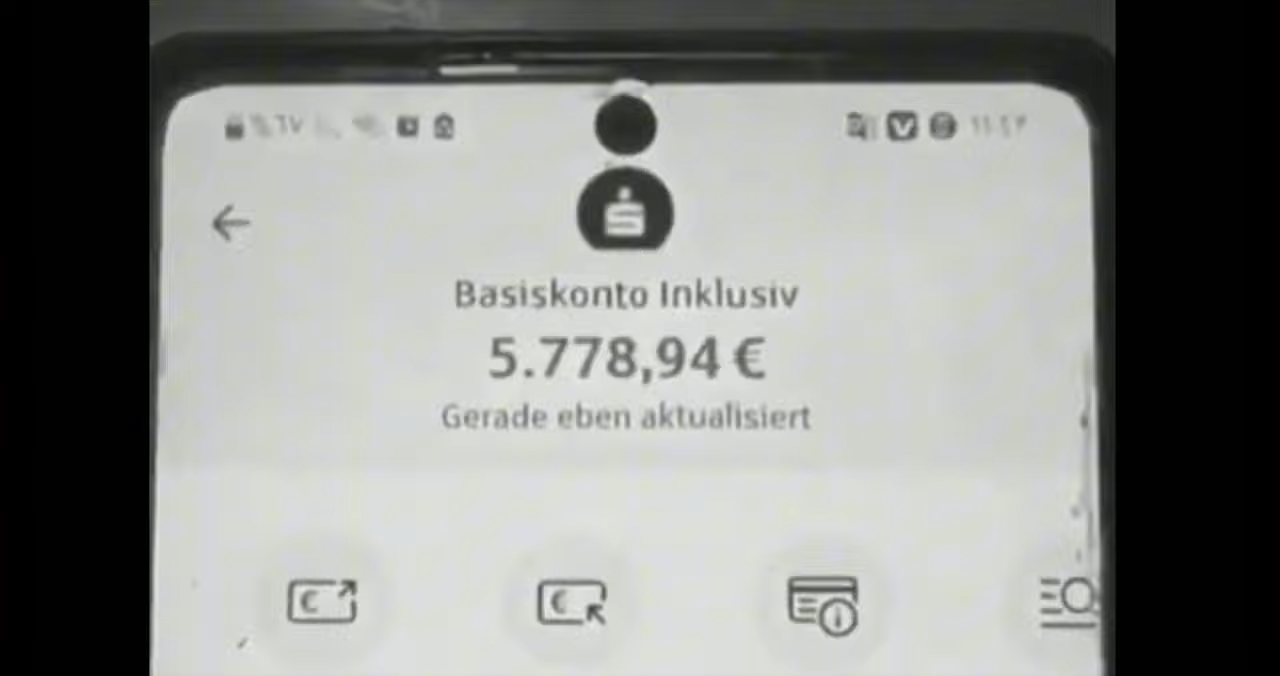 Basiskonto Inklusiv
5.778,94 €
Gerade eben aktualisiert